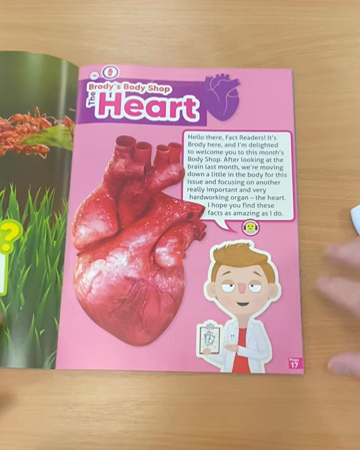 Brody's Body Shop
The
Heart
Hello there, Fact Readers! It's
Brody here, and I'm delighted
to welcome you to this month's
Body Shop. After looking at the
brain last month, we're moving
down a little in the body for this
issue and focusing on another
really important and very
hardworking organ – the heart.
I hope you find these
facts as amazing as I do.
?
Page
17